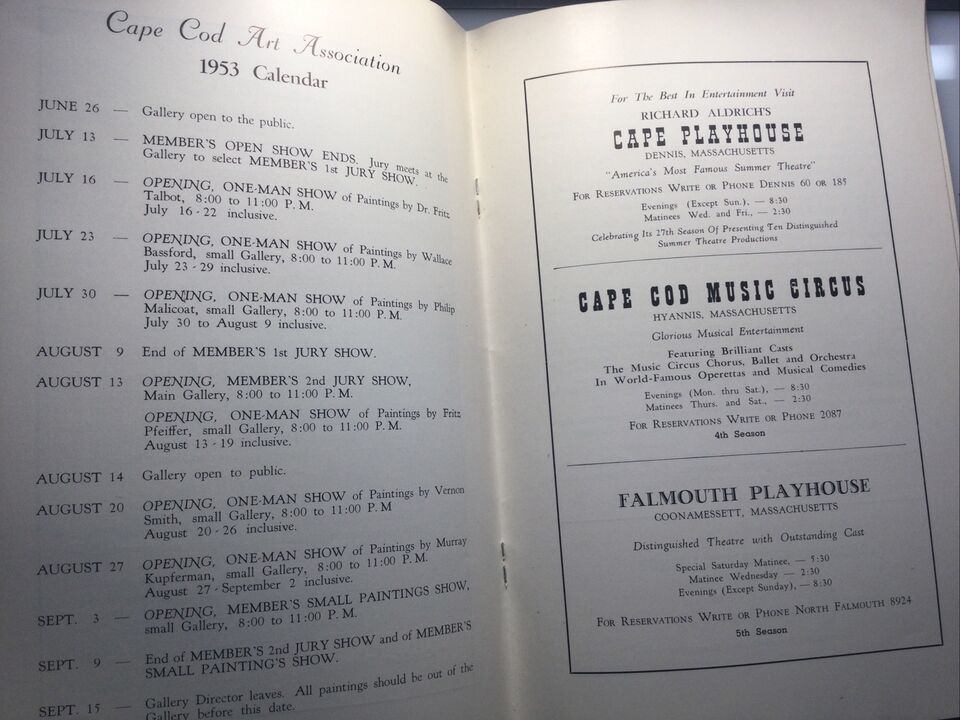 Cape Cod Art Association
1953 Calendar
JUNE 26 — Gallery open to the public.
JULY 13 — MEMBER'S OPEN SHOW ENDS. Jury meets at the
Gallery to select MEMBER'S 1st JURY SHOW.
JULY 16 — OPENING, ONE-MAN SHOW of Paintings by Dr. Fritz
Talbot, 8:00 to 11:00 P. M.
July 16 - 22 inclusive.
JULY 23 — OPENING, ONE-MAN SHOW of Paintings by Wallace
Bassford, small Gallery, 8:00 to 11:00 P. M.
July 23 - 29 inclusive.
JULY 30 — OPENING, ONE-MAN SHOW of Paintings by Philip
Malicoat, small Gallery, 8:00 to 11:00 P. M.
July 30 to August 9 inclusive.
AUGUST 9 End of MEMBER'S 1st JURY SHOW.
AUGUST 13 OPENING, MEMBER'S 2nd JURY SHOW,
Main Gallery, 8:00 to 11:00 P. M.
OPENING, ONE-MAN SHOW of Paintings by Fritz
Pfeiffer, small Gallery, 8:00 to 11:00 P. M.
August 13 - 19 inclusive.
AUGUST 14 Gallery open to public.
AUGUST 20 OPENING, ONE-MAN SHOW of Paintings by Vernon
Smith, small Gallery, 8:00 to 11:00 P. M
August 20 - 26 inclusive.
AUGUST 27 OPENING, ONE-MAN SHOW of Paintings by Murray
Kupferman, small Gallery, 8:00 to 11:00 P. M.
August 27 - September 2 inclusive.
SEPT. 3 — OPENING, MEMBER'S SMALL PAINTINGS SHOW,
small Gallery, 8:00 to 11:00 P. M.
SEPT. 9 — End of MEMBER'S 2nd JURY SHOW and of MEMBER'S
SMALL PAINTING'S SHOW.
SEPT. 15 — Gallery Director leaves. All paintings should be out of the
Gallery before this date.
For The Best In Entertainment Visit
RICHARD ALDRICH'S
CAPE PLAYHOUSE
DENNIS, MASSACHUSETTS
"America's Most Famous Summer Theatre"
FOR RESERVATIONS WRITE OR PHONE DENNIS 60 OR 185
Evenings (Except Sun.), — 8:30
Matinees Wed. and Fri., — 2:30
Celebrating Its 27th Season Of Presenting Ten Distinguished
Summer Theatre Productions
CAPE COD MUSIC CIRCUS
HYANNIS, MASSACHUSETTS
Glorious Musical Entertainment
Featuring Brilliant Casts
The Music Circus Chorus, Ballet and Orchestra
In World-Famous Operettas and Musical Comedies
Evenings (Mon. thru Sat.), — 8:30
Matinees Thurs. and Sat., — 2:30
FOR RESERVATIONS WRITE OR PHONE 2087
4th Season
FALMOUTH PLAYHOUSE
COONAMESSETT, MASSACHUSETTS
Distinguished Theatre with Outstanding Cast
Special Saturday Matinee, — 5:30
Matinee Wednesday — 2:30
Evenings (Except Sunday), — 8:30
FOR RESERVATIONS WRITE OR PHONE NORTH FALMOUTH 8924
5th Season